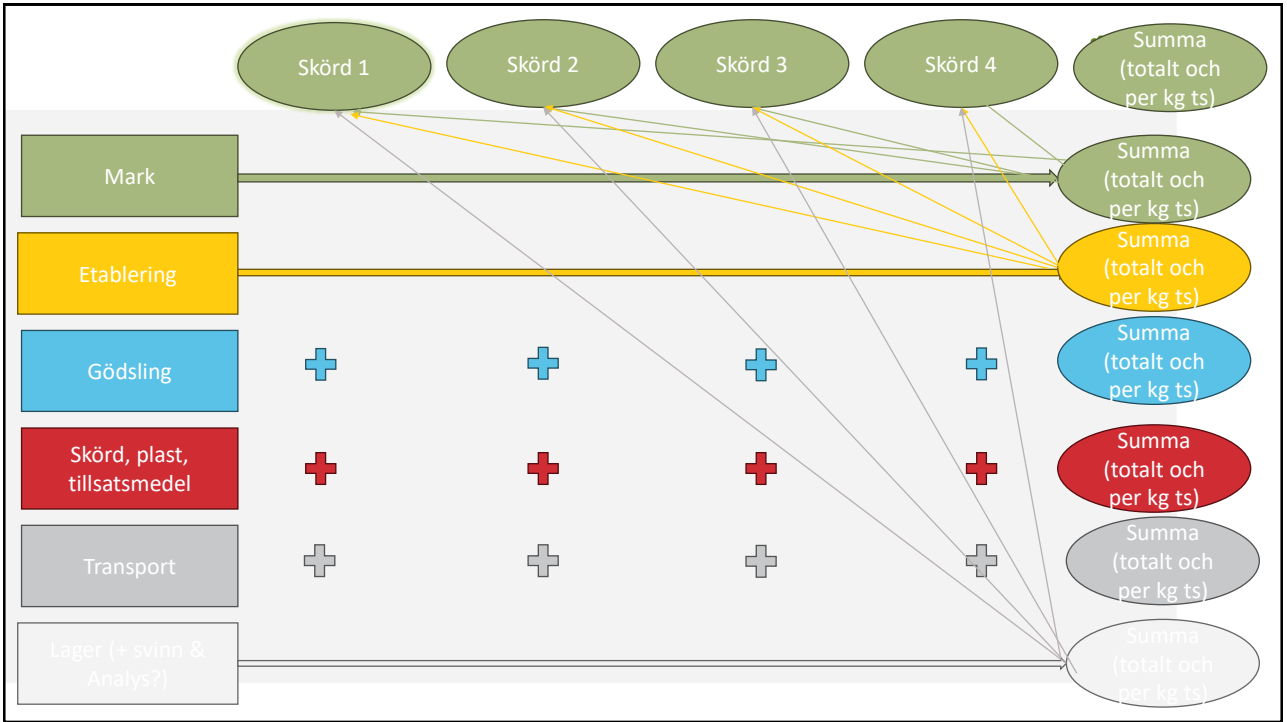 Skörd 1
Skörd 2
Skörd 3
Skörd 4
Summa
(totalt och
per kg ts)
Mark
Summa
(totalt och
per kg ts)
Etablering
Summa
(totalt och
per kg ts)
Gödsling
Summa
(totalt och
per kg ts)
Skörd, plast,
tillsatsmedel
Summa
(totalt och
per kg ts)
Transport
Summa
(totalt och
per kg ts)
Lager (+ svinn &
Analys?)
Summa
(totalt och
per kg ts)